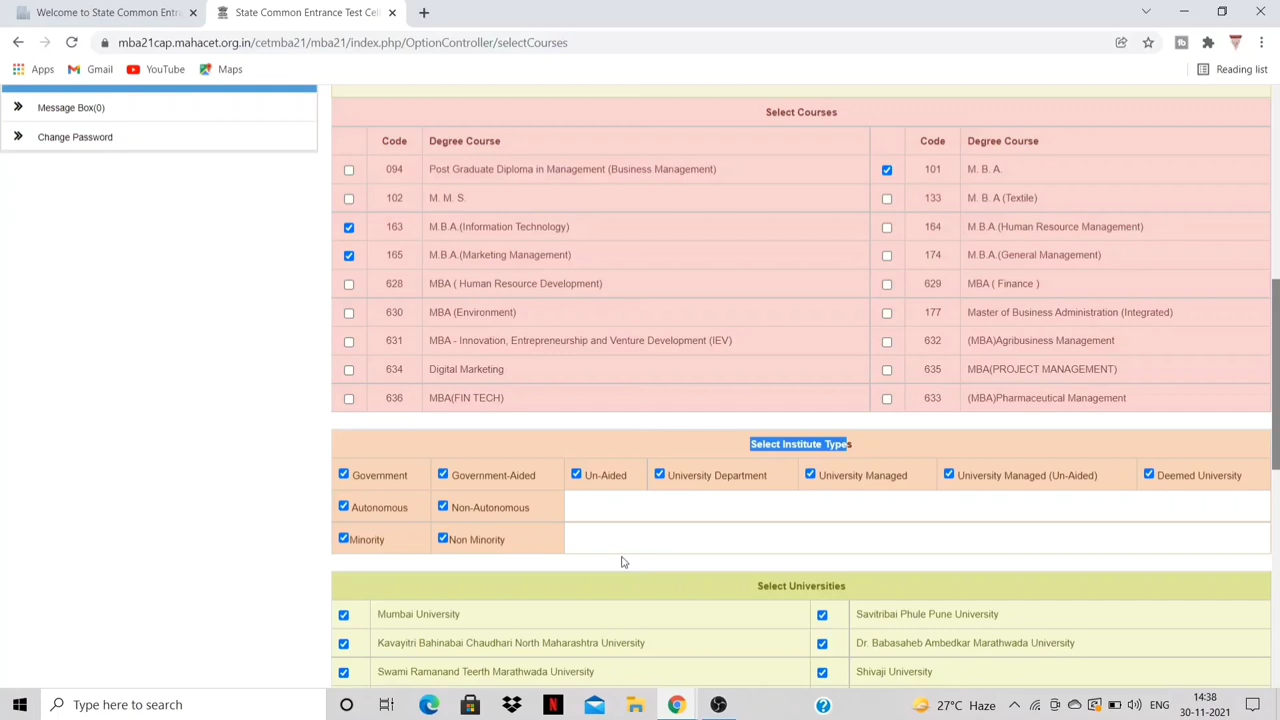 Welcome to State Common Entra
State Common Entrance Test Cel
mba21cap.mahacet.org.in/cetmba21/mba21/index.php/OptionController/selectCourses
Apps Gmail YouTube Maps Reading list
Message Box(0)
Change Password
Select Courses
Code Degree Course Code Degree Course
094 Post Graduate Diploma in Management (Business Management) 101 M. B. A.
102 M. M. S. 133 M. B. A (Textile)
163 M.B.A.(Information Technology) 164 M.B.A.(Human Resource Management)
165 M.B.A.(Marketing Management) 174 M.B.A.(General Management)
628 MBA ( Human Resource Development) 629 MBA ( Finance )
630 MBA (Environment) 177 Master of Business Administration (Integrated)
631 MBA - Innovation, Entrepreneurship and Venture Development (IEV) 632 (MBA)Agribusiness Management
634 Digital Marketing 635 MBA(PROJECT MANAGEMENT)
636 MBA(FIN TECH) 633 (MBA)Pharmaceutical Management
Select Institute Types
Government Government-Aided Un-Aided University Department University Managed University Managed (Un-Aided) Deemed University
Autonomous Non-Autonomous
Minority Non Minority
Select Universities
Mumbai University Savitribai Phule Pune University
Kavayitri Bahinabai Chaudhari North Maharashtra University Dr. Babasaheb Ambedkar Marathwada University
Swami Ramanand Teerth Marathwada University Shivaji University
Type here to search 27°C Haze ENG 14:38
30-11-2021